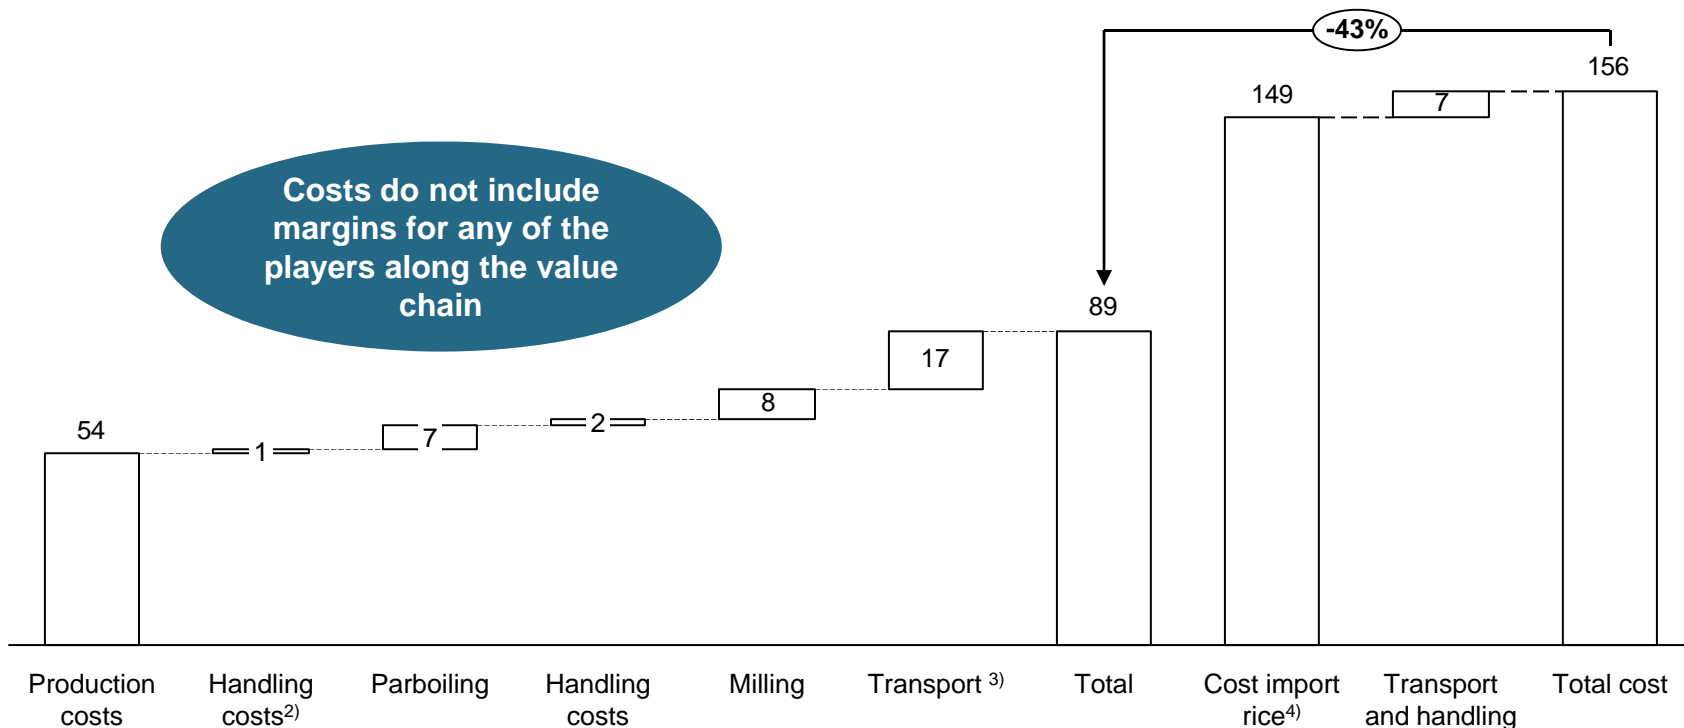 -43%
156
149
7
Costs do not include
margins for any of the
players along the value
chain
89
17
8
2
7
1
54
Production
costs
Handling
costs2)
Parboiling
Handling
costs
Milling
Transport 3)
Total
Cost import
rice4)
Transport
and handling
Total cost